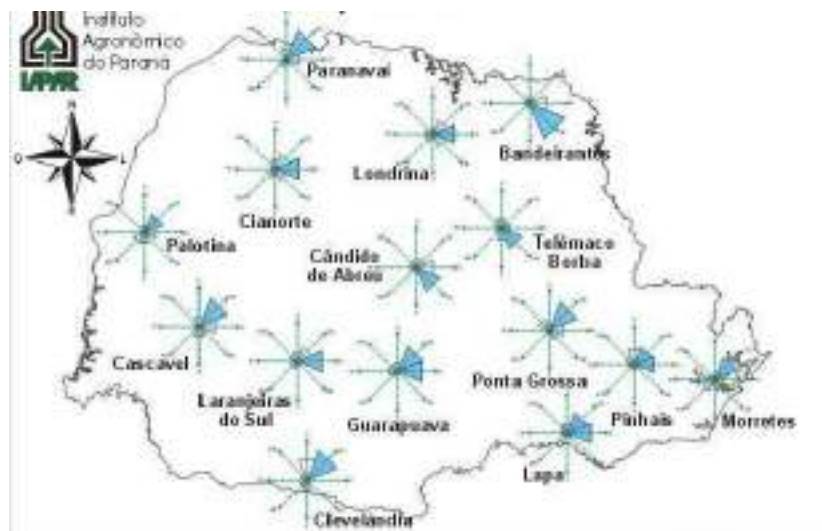 Instituto
Agronômico
do Paraná
IAPAR
N
O
L
S
Paranavaí
Bandeirantes
Londrina
Cianorte
Palotina
Cândido
de Abreu
Telêmaco
Borba
Cascavel
Laranjeiras
do Sul
Guarapuava
Ponta Grossa
Pinhais
Morretes
Lapa
Clevelândia